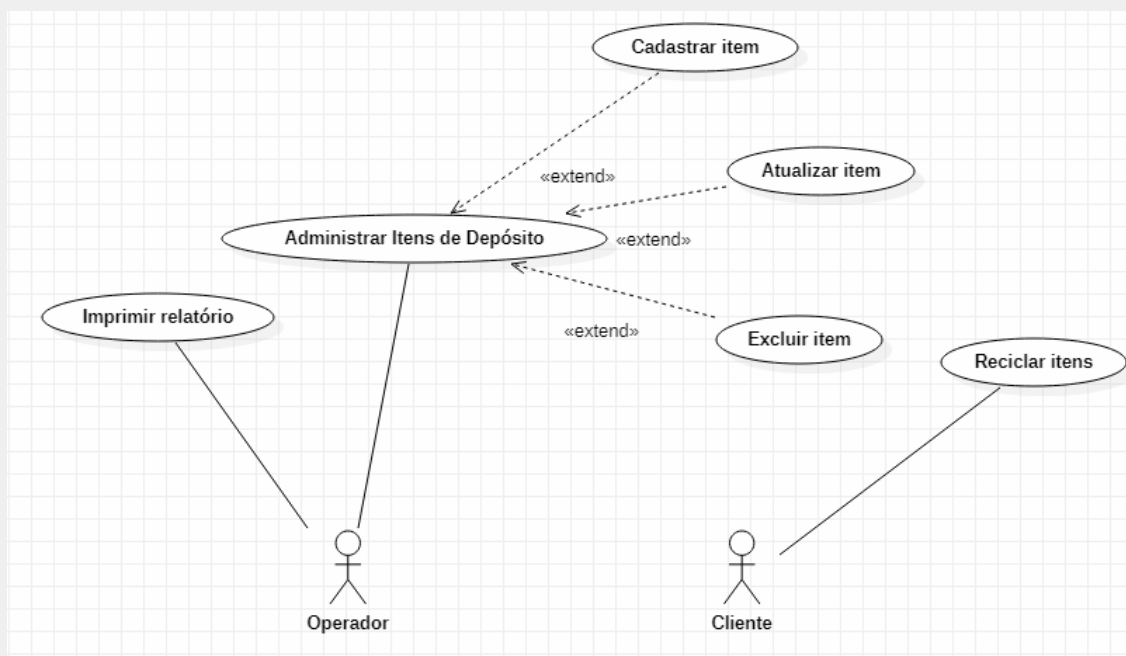 Cadastrar item
Atualizar item
«extend»
Administrar Itens de Depósito
«extend»
Imprimir relatório
«extend»
Excluir item
Reciclar itens
Operador
Cliente